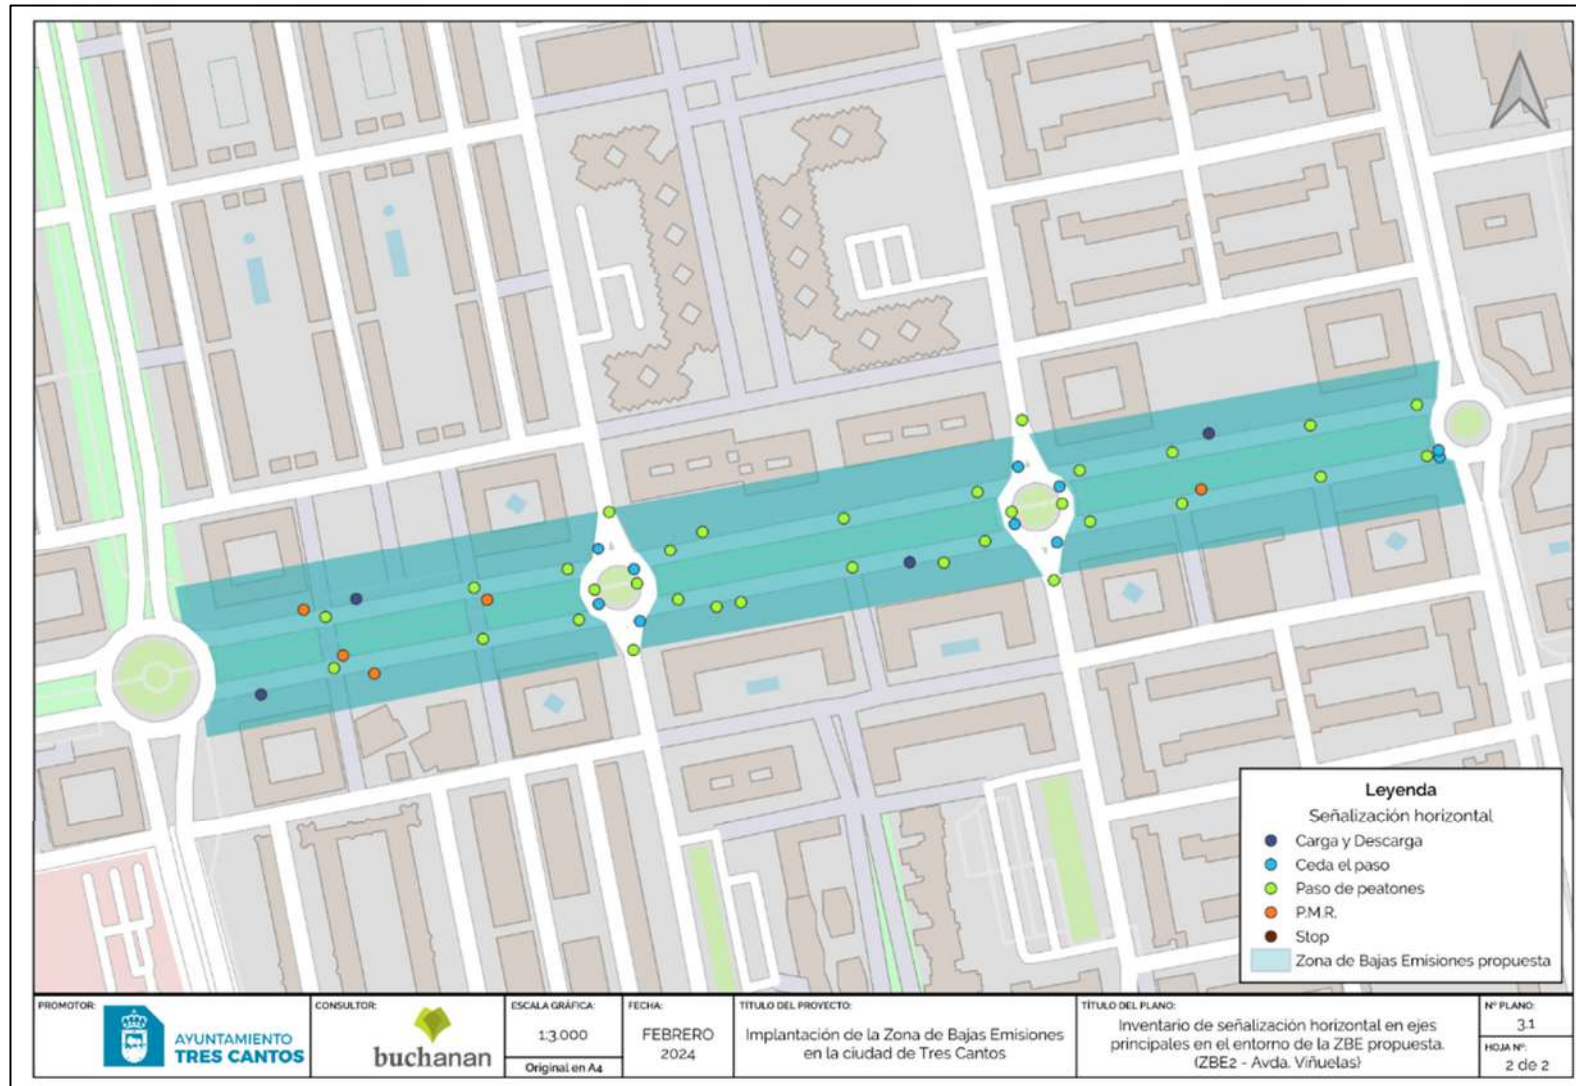 Leyenda
Señalización horizontal
Carga y Descarga
Ceda el paso
Paso de peatones
P.M.R.
Stop
Zona de Bajas Emisiones propuesta
PROMOTOR:
AYUNTAMIENTO
TRES CANTOS
CONSULTOR:
buchanan
ESCALA GRÁFICA:
1:3.000
Original en A4
FECHA:
FEBRERO
2024
TÍTULO DEL PROYECTO:
Implantación de la Zona de Bajas Emisiones
en la ciudad de Tres Cantos
TÍTULO DEL PLANO:
Inventario de señalización horizontal en ejes
principales en el entorno de la ZBE propuesta.
(ZBE2 - Avda. Viñuelas)
Nº PLANO:
3.1
HOJA Nº:
2 de 2